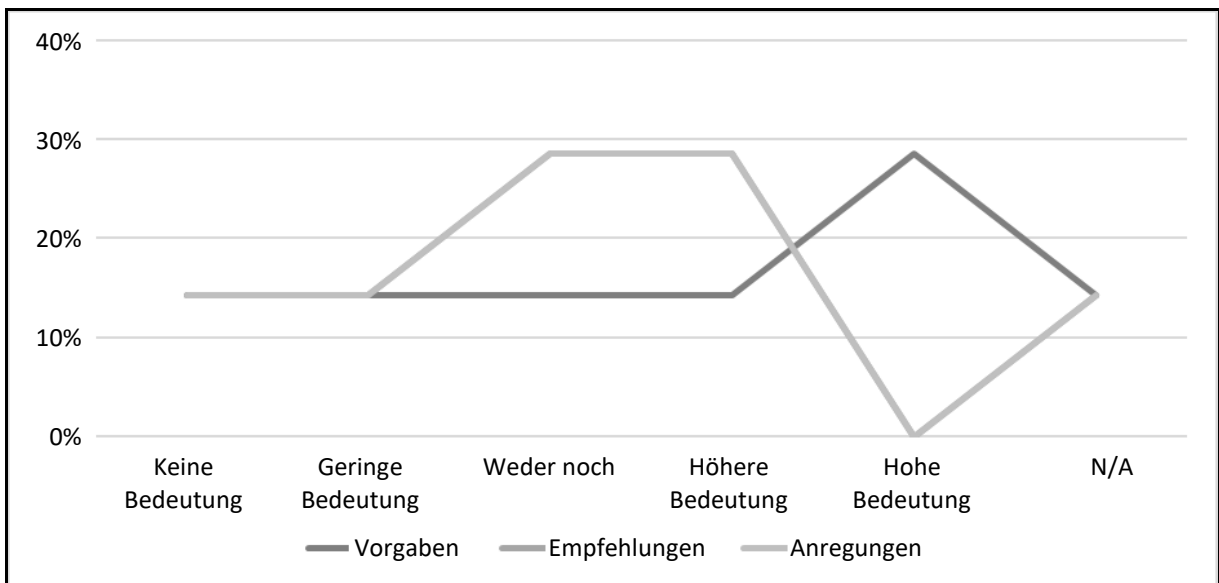 40%
30%
20%
10%
0%
Keine
Bedeutung
Geringe
Bedeutung
Weder noch
Höhere
Bedeutung
Hohe
Bedeutung
N/A
Vorgaben Empfehlungen Anregungen